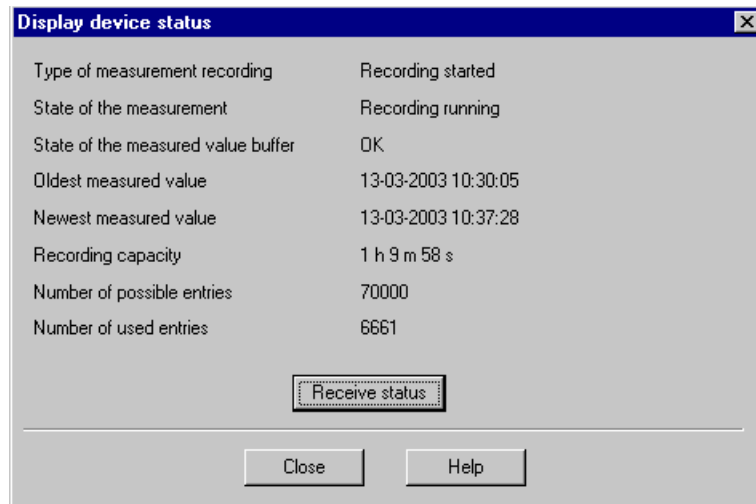 Display device status
Type of measurement recording Recording started
State of the measurement Recording running
State of the measured value buffer OK
Oldest measured value 13-03-2003 10:30:05
Newest measured value 13-03-2003 10:37:28
Recording capacity 1 h 9 m 58 s
Number of possible entries 70000
Number of used entries 6661
Receive status
Close Help